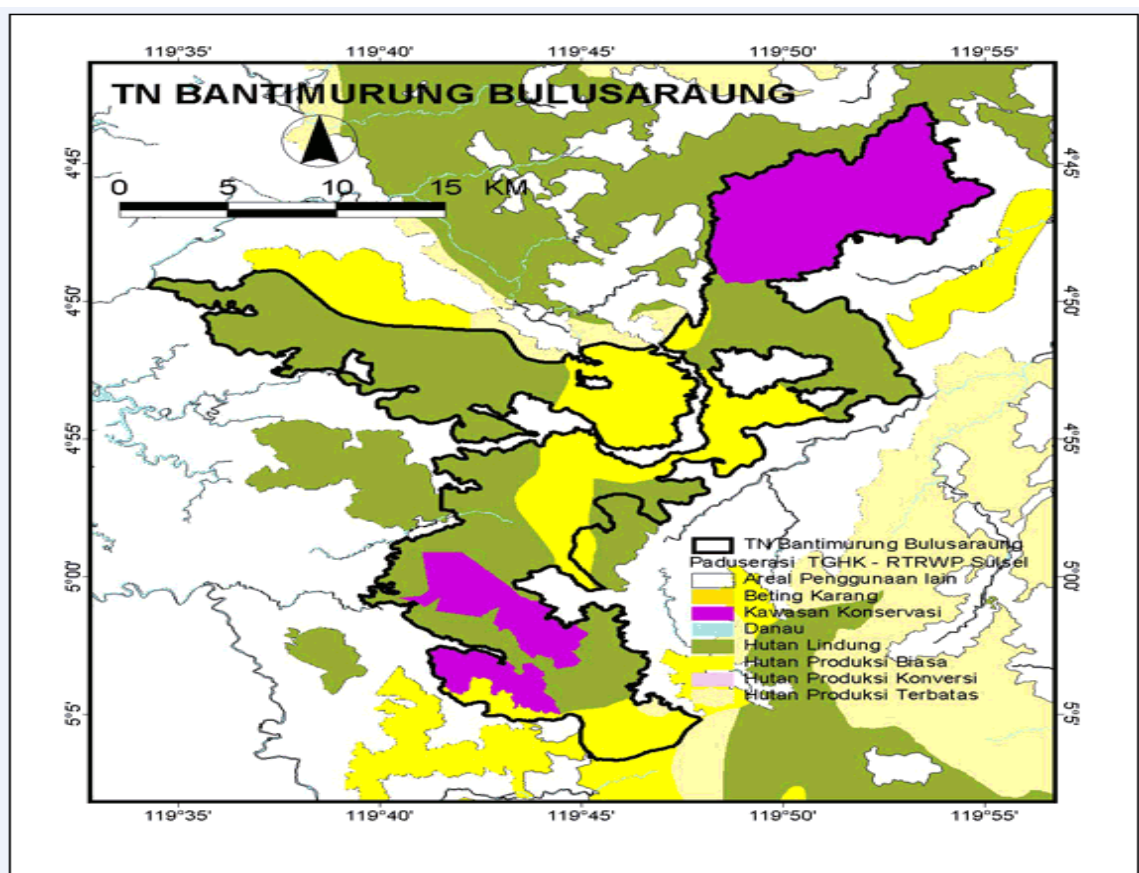 119°35' 119°40' 119°45' 119°50' 119°55'
TN BANTIMURUNG BULUSARAUNG
0 5 10 15 KM
4°45' 4°45'
4°50' 4°50'
4°55' 4°55'
TN Bantimurung Bulusaraung
Paduserasi TGHK - RTRWP Sulsel
5°00' 5°00'
Areal Penggunaan lain
Beting Karang
Kawasan Konservasi
Danau
Hutan Lindung
Hutan Produksi Biasa
Hutan Produksi Konversi
Hutan Produksi Terbatas
5°5' 5°5'
119°35' 119°40' 119°45' 119°50' 119°55'